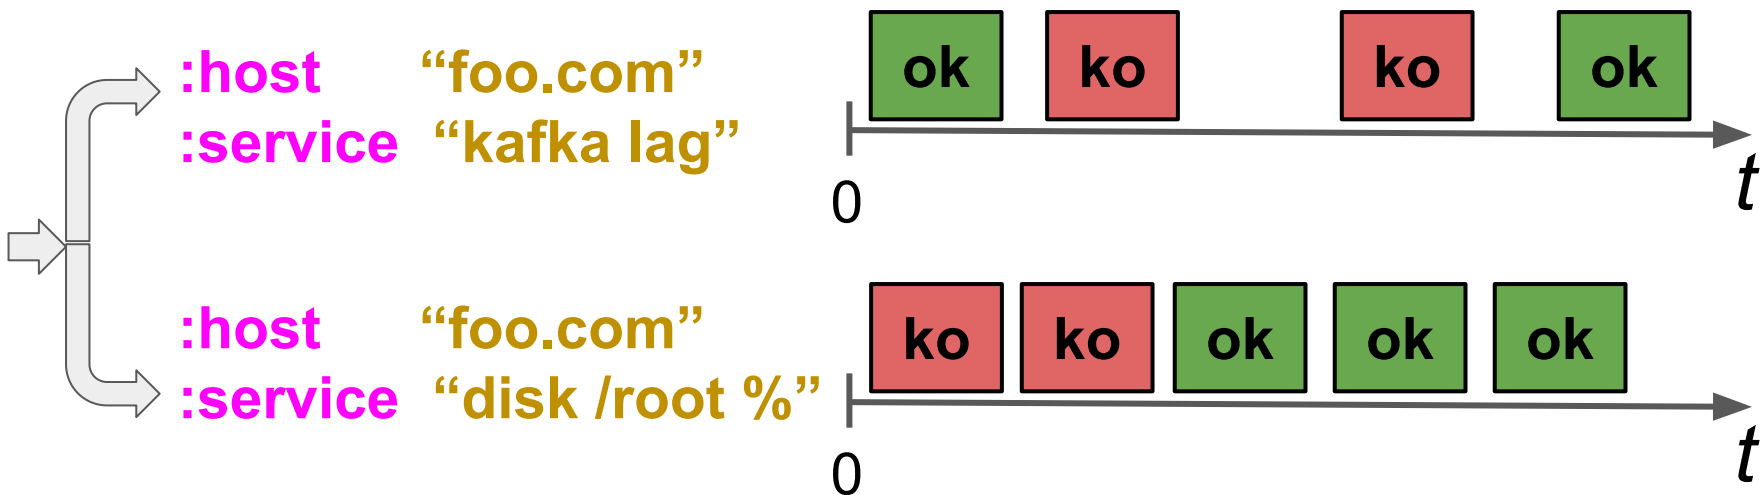 :host “foo.com” ok ko ko ok
:service “kafka lag”
0 t
:host “foo.com” ko ko ok ok ok
:service “disk /root %”
0 t